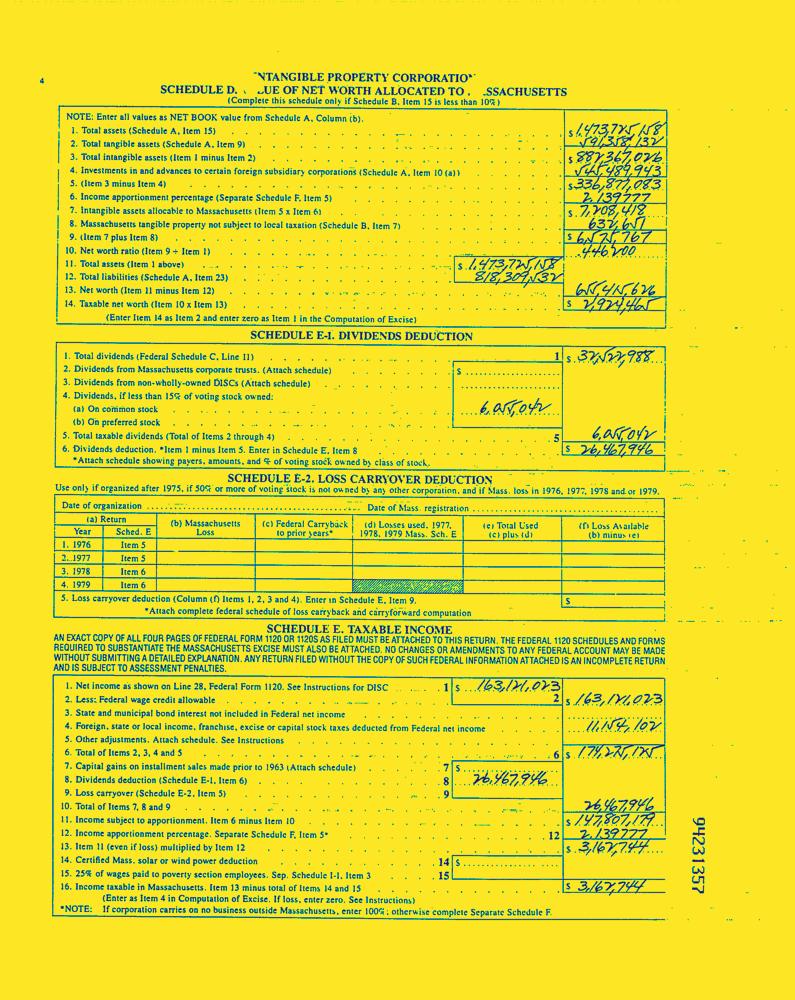 4
"NTANGIBLE PROPERTY CORPORATIO"
SCHEDULE D. UE OF NET WORTH ALLOCATED TO . SSACHUSETTS
(Complete this schedule only if Schedule B, Item 15 is less than 10%)
NOTE: Enter all values as NET BOOK value from Schedule A, Column (b).
1. Total assets (Schedule A, Item 15) $ 1,473,725,158
2. Total tangible assets (Schedule A, Item 9) 591,358,132
3. Total intangible assets (Item 1 minus Item 2) $ 882,367,026
4. Investments in and advances to certain foreign subsidiary corporations (Schedule A, Item 10 (a)) 545,489,943
5. (Item 3 minus Item 4) $ 336,877,083
6. Income apportionment percentage (Separate Schedule F, Item 5) 2.139777
7. Intangible assets allocable to Massachusetts (Item 5 x Item 6) $ 7,208,418
8. Massachusetts tangible property not subject to local taxation (Schedule B, Item 7) 632,651
9. (Item 7 plus Item 8) $ 6,575,767
10. Net worth ratio (Item 9 ÷ Item 1) .446200
11. Total assets (Item 1 above) $ 1,473,725,158
12. Total liabilities (Schedule A, Item 23) 818,309,532
13. Net worth (Item 11 minus Item 12) 655,415,626
14. Taxable net worth (Item 10 x Item 13) $ 2,924,465
(Enter Item 14 as Item 2 and enter zero as Item 1 in the Computation of Excise)
SCHEDULE E-1. DIVIDENDS DEDUCTION
1. Total dividends (Federal Schedule C, Line 11) 1 $ 32,522,988
2. Dividends from Massachusetts corporate trusts. (Attach schedule) $
3. Dividends from non-wholly-owned DISCs (Attach schedule)
4. Dividends, if less than 15% of voting stock owned:
(a) On common stock 6,055,042
(b) On preferred stock
5. Total taxable dividends (Total of Items 2 through 4) 5 6,055,042
6. Dividends deduction. *Item 1 minus Item 5. Enter in Schedule E, Item 8 $ 26,467,946
*Attach schedule showing payers, amounts, and % of voting stock owned by class of stock.
SCHEDULE E-2. LOSS CARRYOVER DEDUCTION
Use only if organized after 1975, if 50% or more of voting stock is not owned by any other corporation, and if Mass. loss in 1976, 1977, 1978 and/or 1979.
Date of organization Date of Mass. registration
(a) Return
Year Sched. E (b) Massachusetts Loss (c) Federal Carryback to prior years* (d) Losses used, 1977, 1978, 1979 Mass. Sch. E (e) Total Used (c) plus (d) (f) Loss Available (b) minus (e)
1. 1976 Item 5
2. 1977 Item 5
3. 1978 Item 6
4. 1979 Item 6
5. Loss carryover deduction (Column (f) Items 1, 2, 3 and 4). Enter in Schedule E, Item 9. $
*Attach complete federal schedule of loss carryback and carryforward computation
SCHEDULE E. TAXABLE INCOME
AN EXACT COPY OF ALL FOUR PAGES OF FEDERAL FORM 1120 OR 1120S AS FILED MUST BE ATTACHED TO THIS RETURN. THE FEDERAL 1120 SCHEDULES AND FORMS
REQUIRED TO SUBSTANTIATE THE MASSACHUSETTS EXCISE MUST ALSO BE ATTACHED. NO CHANGES OR AMENDMENTS TO ANY FEDERAL ACCOUNT MAY BE MADE
WITHOUT SUBMITTING A DETAILED EXPLANATION. ANY RETURN FILED WITHOUT THE COPY OF SUCH FEDERAL INFORMATION ATTACHED IS AN INCOMPLETE RETURN
AND IS SUBJECT TO ASSESSMENT PENALTIES.
1. Net income as shown on Line 28, Federal Form 1120. See Instructions for DISC 1 $ 163,121,023
2. Less: Federal wage credit allowable 2 $ 163,121,023
3. State and municipal bond interest not included in Federal net income
4. Foreign, state or local income, franchise, excise or capital stock taxes deducted from Federal net income 11,154,102
5. Other adjustments. Attach schedule. See Instructions
6. Total of Items 2, 3, 4 and 5 6 $ 174,275,125
7. Capital gains on installment sales made prior to 1963 (Attach schedule) 7 $
8. Dividends deduction (Schedule E-1, Item 6) 8 26,467,946
9. Loss carryover (Schedule E-2, Item 5) 9
10. Total of Items 7, 8 and 9 26,467,946
11. Income subject to apportionment. Item 6 minus Item 10 $ 147,807,179
12. Income apportionment percentage. Separate Schedule F, Item 5* 12 2.139777
13. Item 11 (even if loss) multiplied by Item 12 $ 3,162,744
14. Certified Mass. solar or wind power deduction 14 $
15. 25% of wages paid to poverty section employees. Sep. Schedule I-1, Item 3 15
16. Income taxable in Massachusetts. Item 13 minus total of Items 14 and 15 $ 3,162,744
(Enter as Item 4 in Computation of Excise. If loss, enter zero. See Instructions)
*NOTE: If corporation carries on no business outside Massachusetts, enter 100%; otherwise complete Separate Schedule F.
94231357